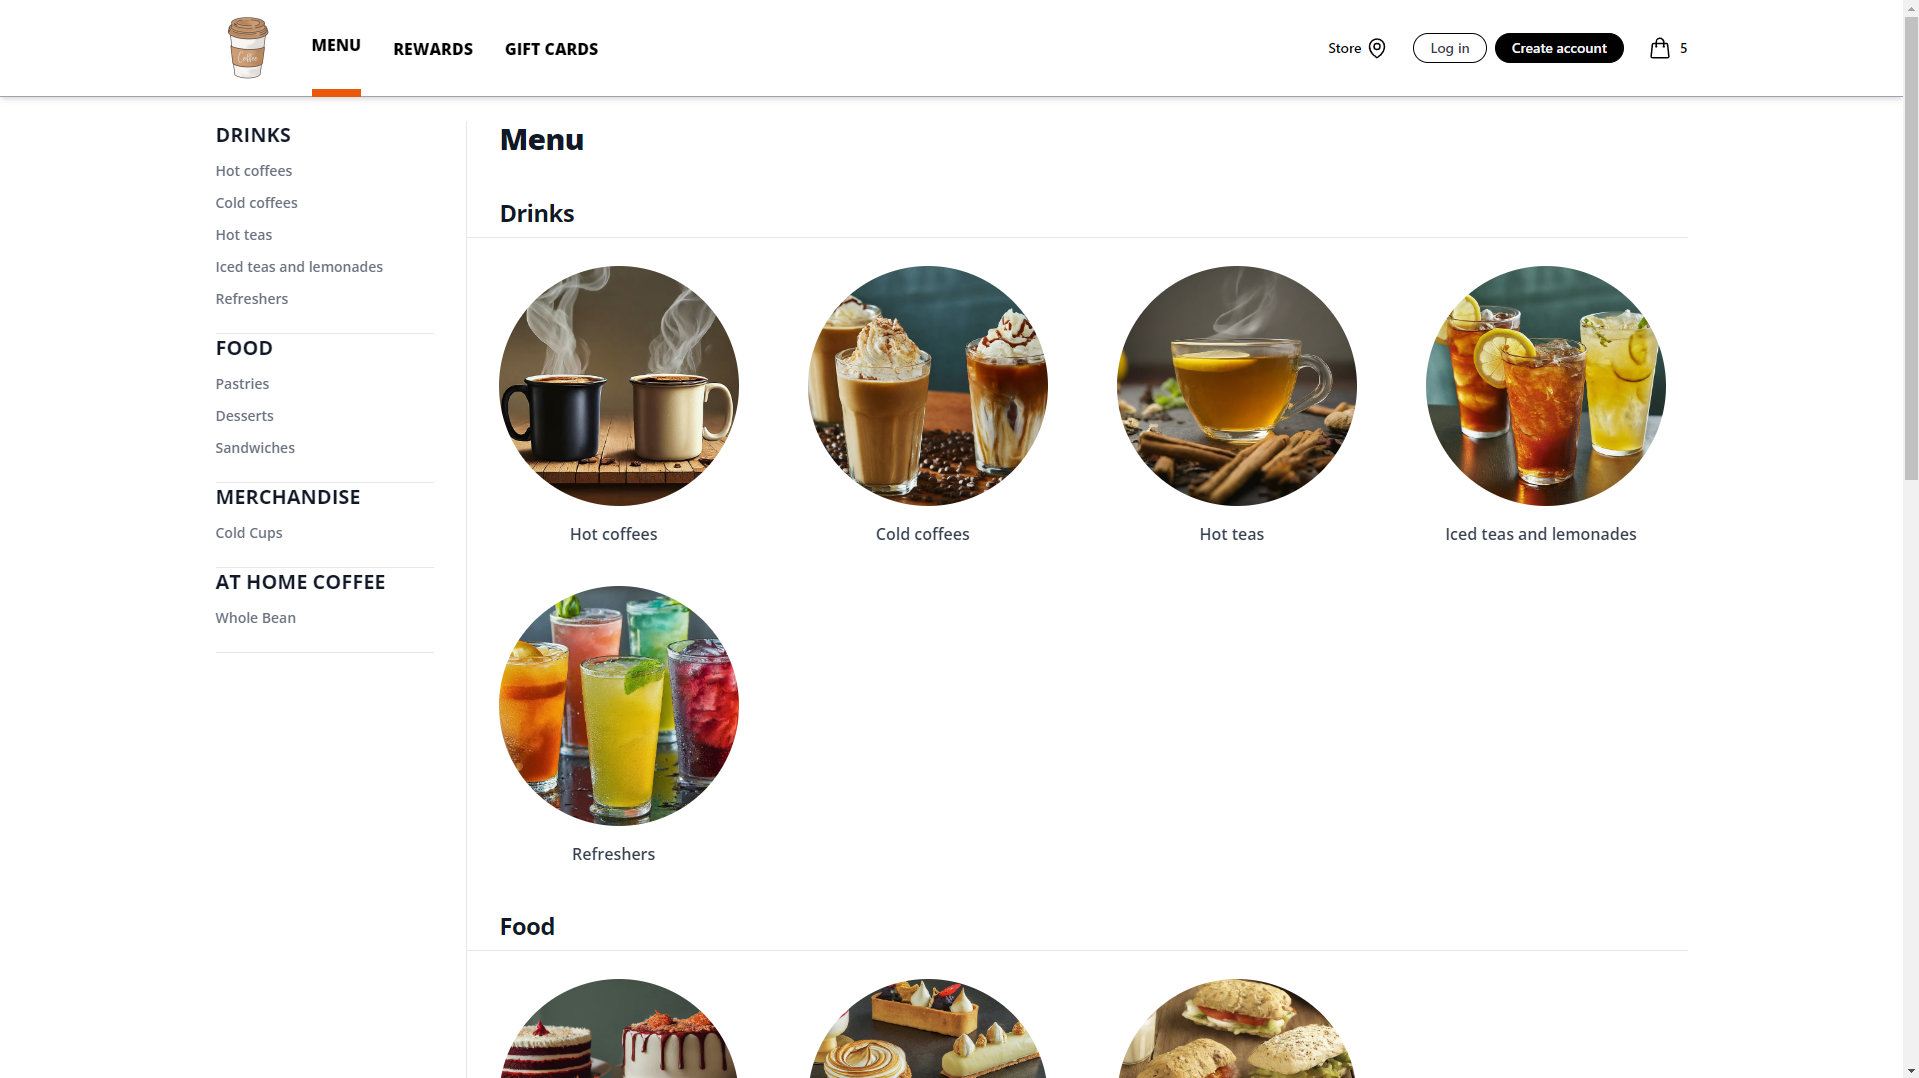 Coffee
MENU
REWARDS
GIFT CARDS
Store
Log in
Create account
5
DRINKS
Hot coffees
Cold coffees
Hot teas
Iced teas and lemonades
Refreshers
FOOD
Pastries
Desserts
Sandwiches
MERCHANDISE
Cold Cups
AT HOME COFFEE
Whole Bean
Menu
Drinks
Hot coffees
Cold coffees
Hot teas
Iced teas and lemonades
Refreshers
Food